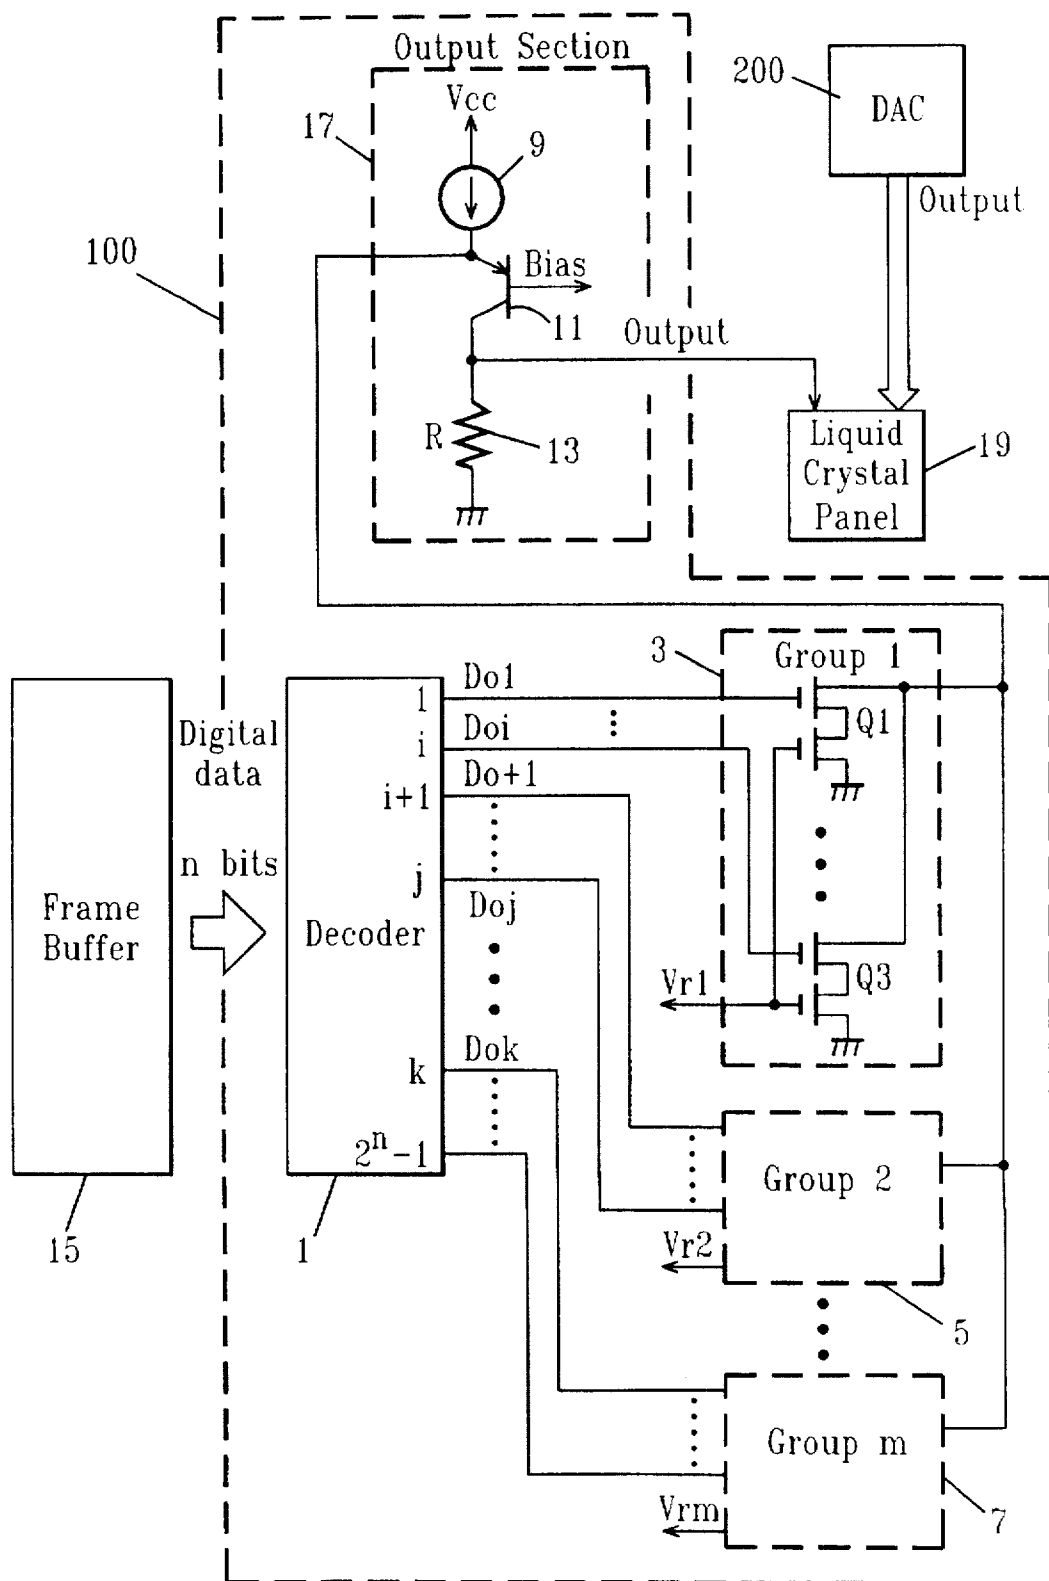 Output Section
200
DAC
Vcc
17
9
Output
100
Bias
11
Output
R
13
Liquid
Crystal
Panel
19
3
Group 1
Do1
1
Digital
data
Doi
i
Q1
Do+1
i+1
n bits
j
Doj
Frame
Buffer
Decoder
Vr1
Q3
Dok
k
2ⁿ-1
Group 2
15
1
Vr2
5
Group m
Vrm
7